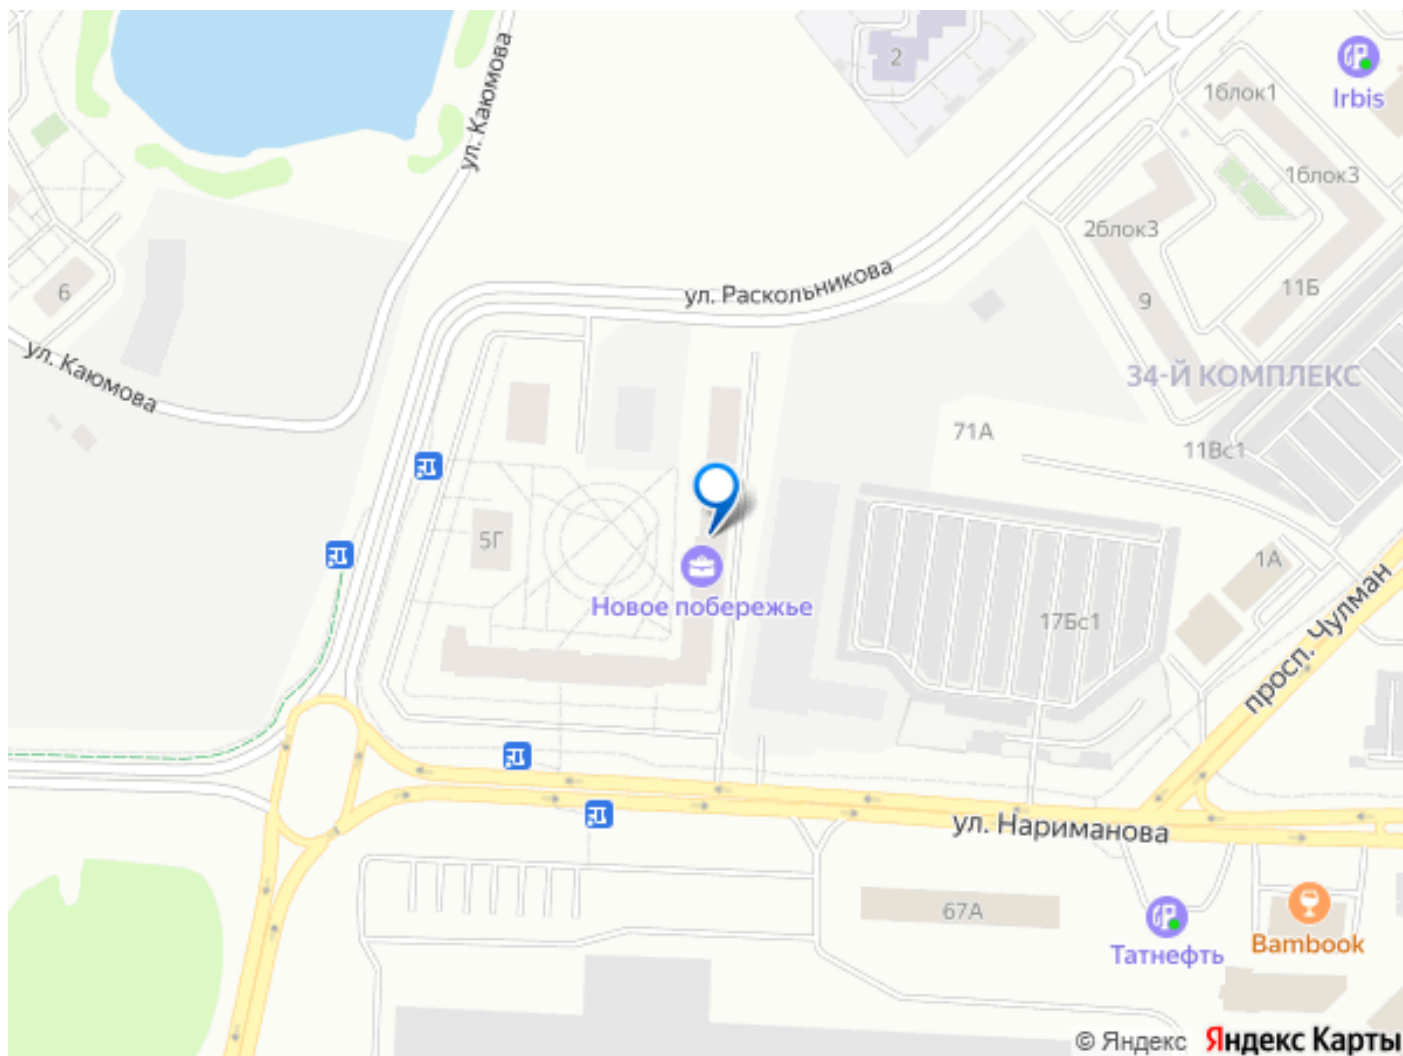 2
Irbis
1блок1
ул. Каюмова
1блок3
2блок3
ул. Раскольникова
6
9
11Б
ул. Каюмова
34-Й КОМПЛЕКС
71А
11Вс1
5Г
1А
Новое побережье
17Бс1
просп. Чулман
ул. Нариманова
67А
Татнефть
Bambook
© Яндекс Яндекс Карты